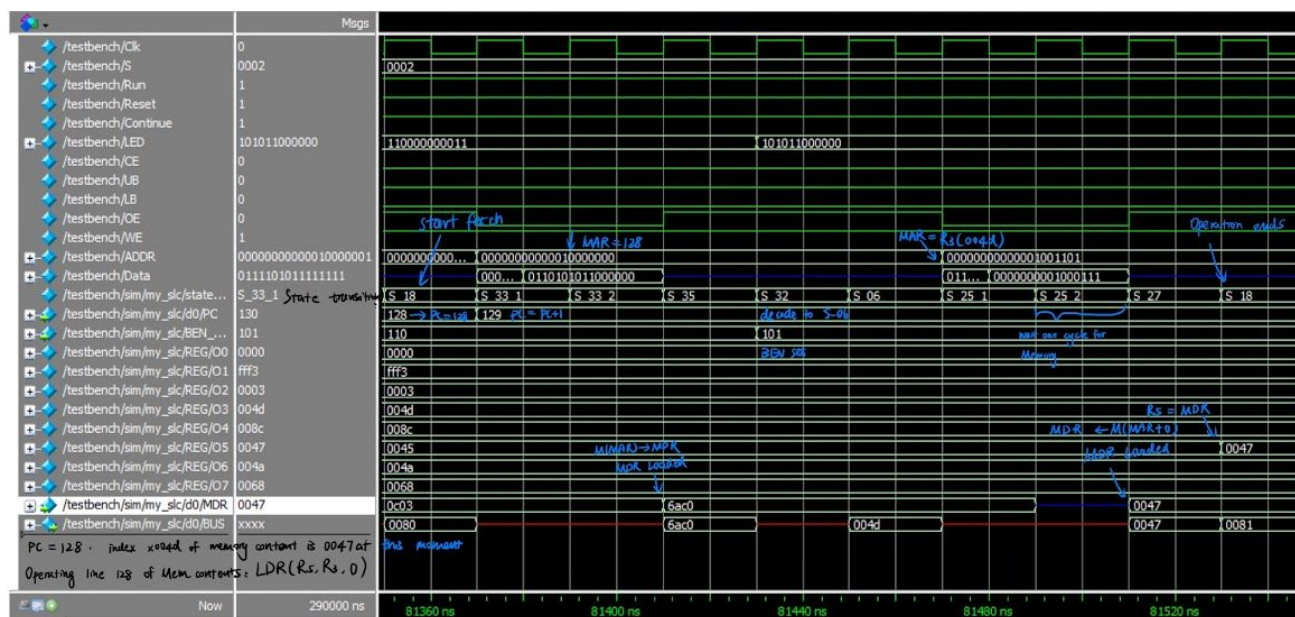 Msgs
/testbench/Clk 0
/testbench/S 0002 0002
/testbench/Run 1
/testbench/Reset 1
/testbench/Continue 1
/testbench/LED 101011000000 110000000011 101011000000
/testbench/CE 0
/testbench/UB 0
/testbench/LB 0
/testbench/OE 0
start fetch
/testbench/WE 1
MAR=128 MAR= R3(004d) Operation ends
/testbench/ADDR 00000000000010000001 0000000000... 00000000000010000000 00000000000001001101
/testbench/Data 0111101011111111 000... 0110101011000000 011... 0000000001000111
/testbench/sim/my_slc/state... S_33_1 State S_18 S_33_1 S_33_2 S_35 S_32 S_06 S_25_1 S_25_2 S_27 S_18
/testbench/sim/my_slc/d0/PC 130 128 → PC=128 129 PC = PC+1 decode to S-06
/testbench/sim/my_slc/BEN_... 101 110 101 wait one cycle for
/testbench/sim/my_slc/REG/O0 0000 0000 BEN set Memory
/testbench/sim/my_slc/REG/O1 fff3 fff3
/testbench/sim/my_slc/REG/O2 0003 0003
/testbench/sim/my_slc/REG/O3 004d 004d R5 = MDR
/testbench/sim/my_slc/REG/O4 008c 008c MDR ← M(MAR+0)
/testbench/sim/my_slc/REG/O5 0047 0045 M(MAR)→MDR 0047
/testbench/sim/my_slc/REG/O6 004a 004a MDR Loaded MDR Loaded
/testbench/sim/my_slc/REG/O7 0068 0068
/testbench/sim/my_slc/d0/MDR 0047 0c03 6ac0 0047
/testbench/sim/my_slc/d0/BUS xxxx 0080 6ac0 004d 0047 0081
PC = 128. index x004d of memory content is 0047 at this moment
Operating line 128 of Mem contents: LDR(R5, R3, 0)
Now 290000 ns 81360 ns 81400 ns 81440 ns 81480 ns 81520 ns